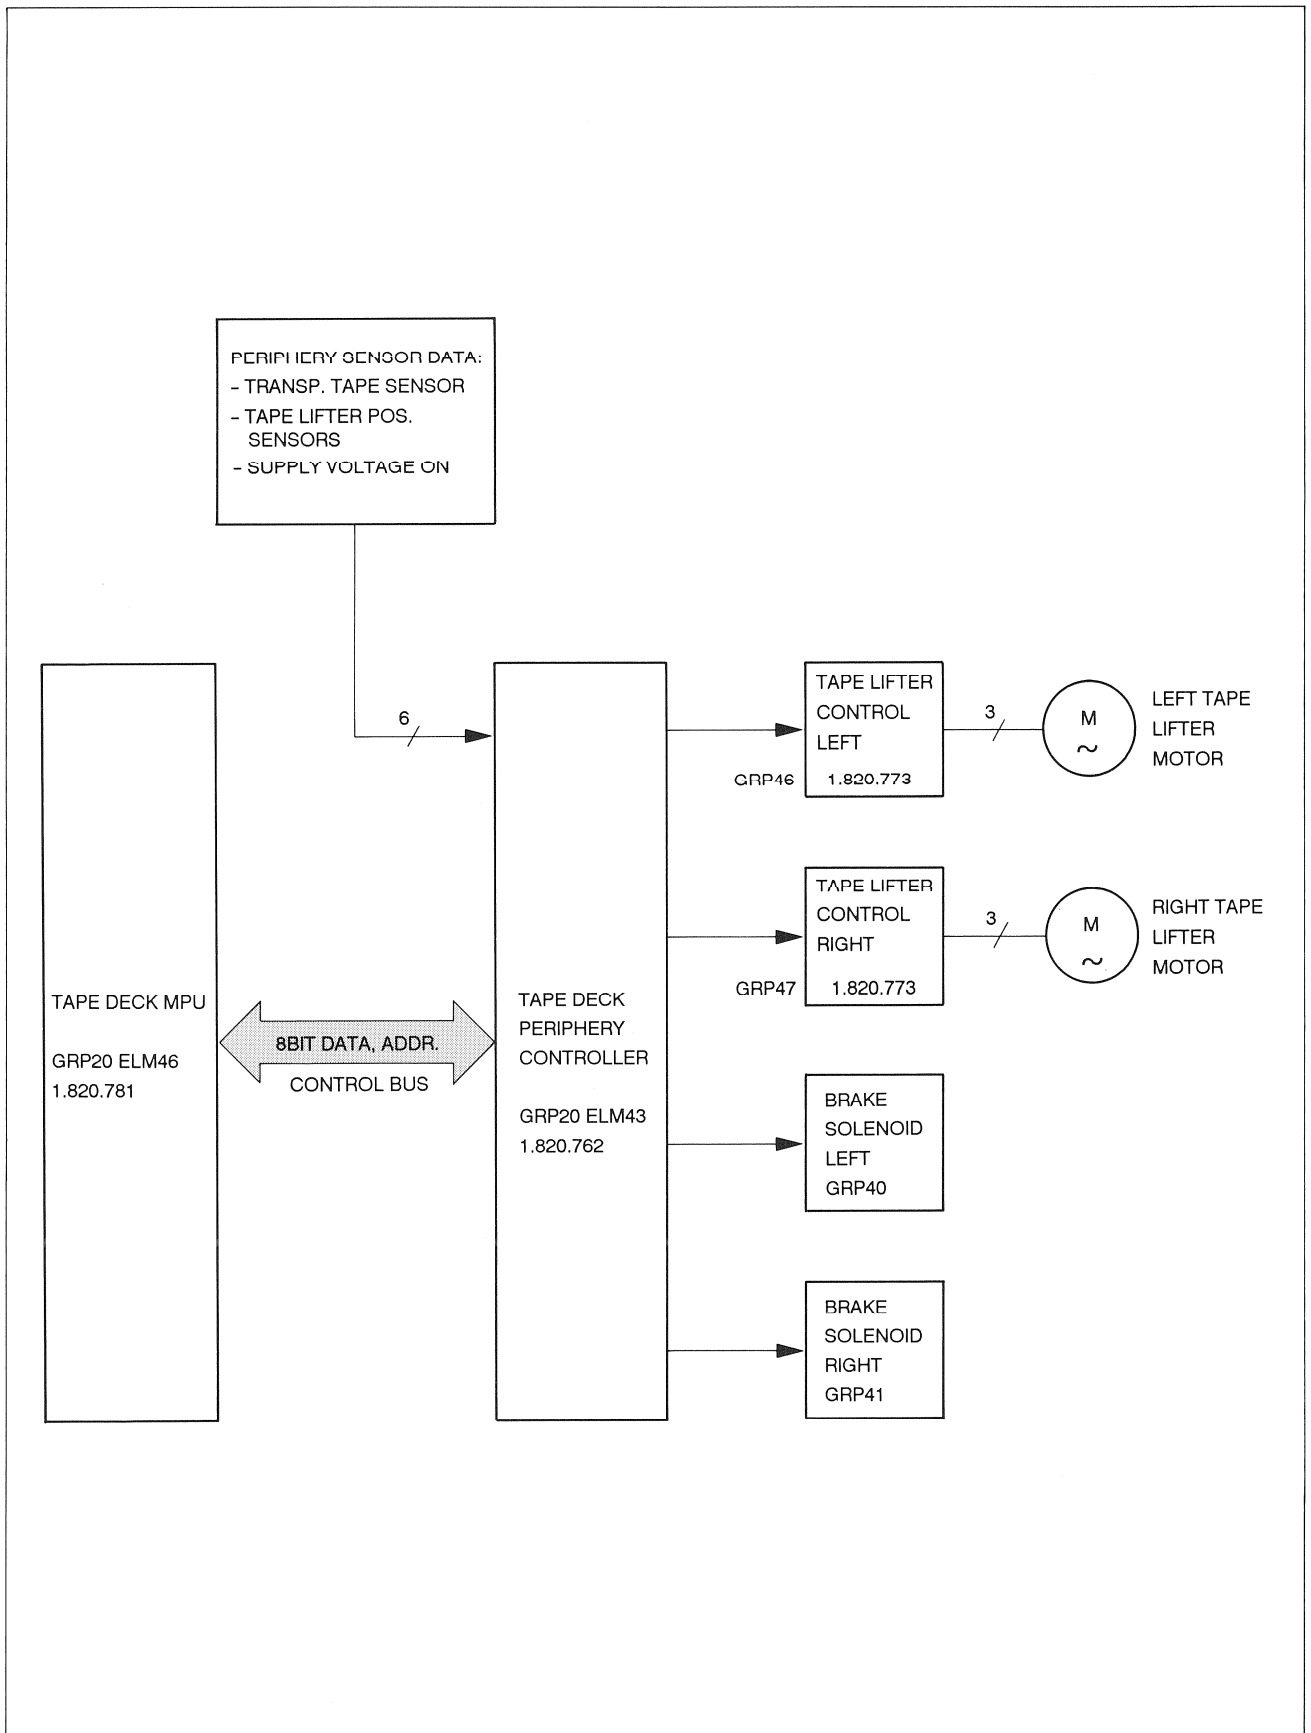 PERIPHERY SENSOR DATA:
- TRANSP. TAPE SENSOR
- TAPE LIFTER POS.
SENSORS
- SUPPLY VOLTAGE ON
6
TAPE LIFTER
CONTROL
LEFT
GRP46
1.820.773
3
M
~
LEFT TAPE
LIFTER
MOTOR
TAPE LIFTER
CONTROL
RIGHT
GRP47
1.820.773
3
M
~
RIGHT TAPE
LIFTER
MOTOR
TAPE DECK MPU
GRP20 ELM46
1.820.781
8BIT DATA, ADDR.
CONTROL BUS
TAPE DECK
PERIPHERY
CONTROLLER
GRP20 ELM43
1.820.762
BRAKE
SOLENOID
LEFT
GRP40
BRAKE
SOLENOID
RIGHT
GRP41